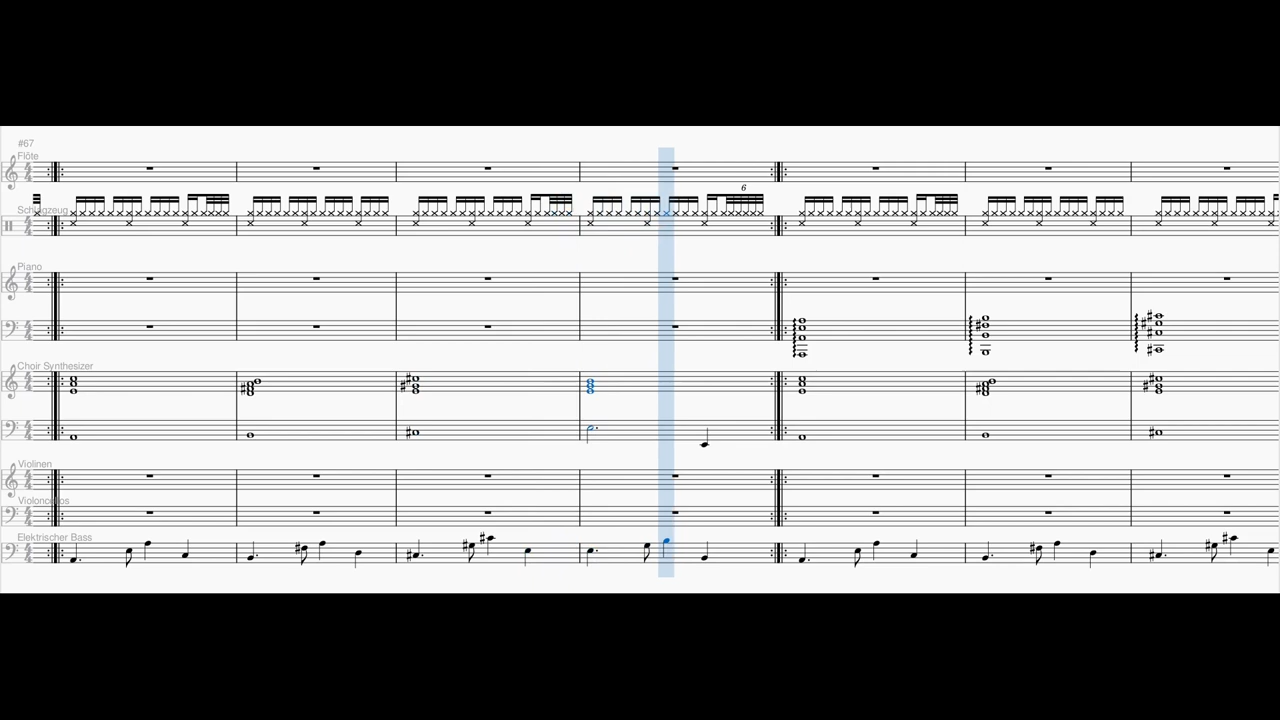 #67
Flöte
6
Schlagzeug
Piano
Choir Synthesizer
Violinen
Violoncellos
Elektrischer Bass